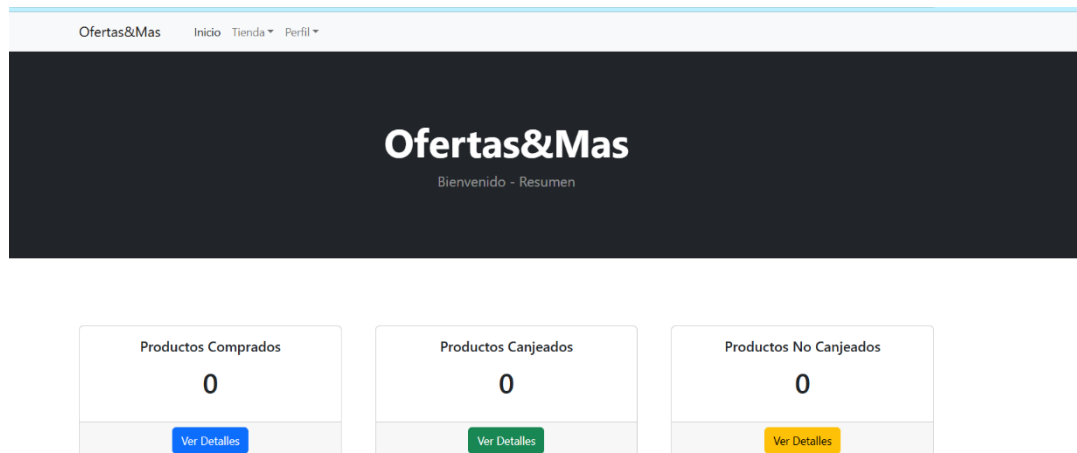 Ofertas&Mas Inicio Tienda Perfil
Ofertas&Mas
Bienvenido - Resumen
Productos Comprados Productos Canjeados Productos No Canjeados
0 0 0
Ver Detalles Ver Detalles Ver Detalles